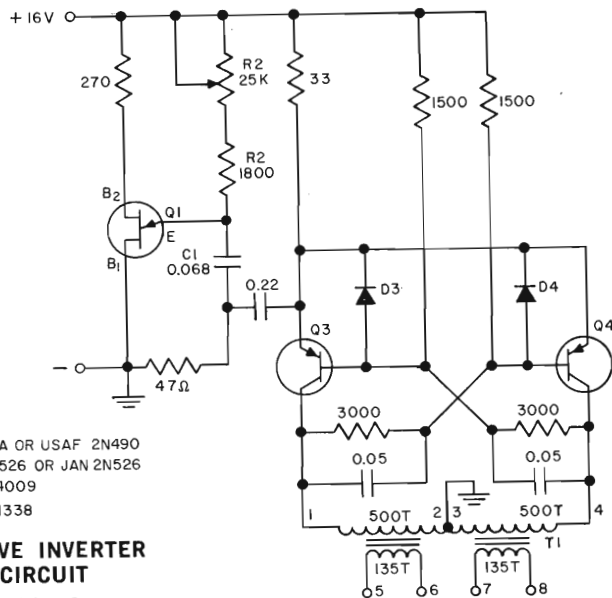 +16V
270
R2
25K
33
1500
1500
R2
1800
B2
Q1
E
B1
C1
0.068
0.22
D3
D4
Q3
Q4
−
47Ω
3000
3000
0.05
0.05
1
500T
2
3
500T
4
T1
135T
135T
5
6
7
8
A OR USAF 2N490
526 OR JAN 2N526
4009
1338
VE INVERTER
CIRCUIT